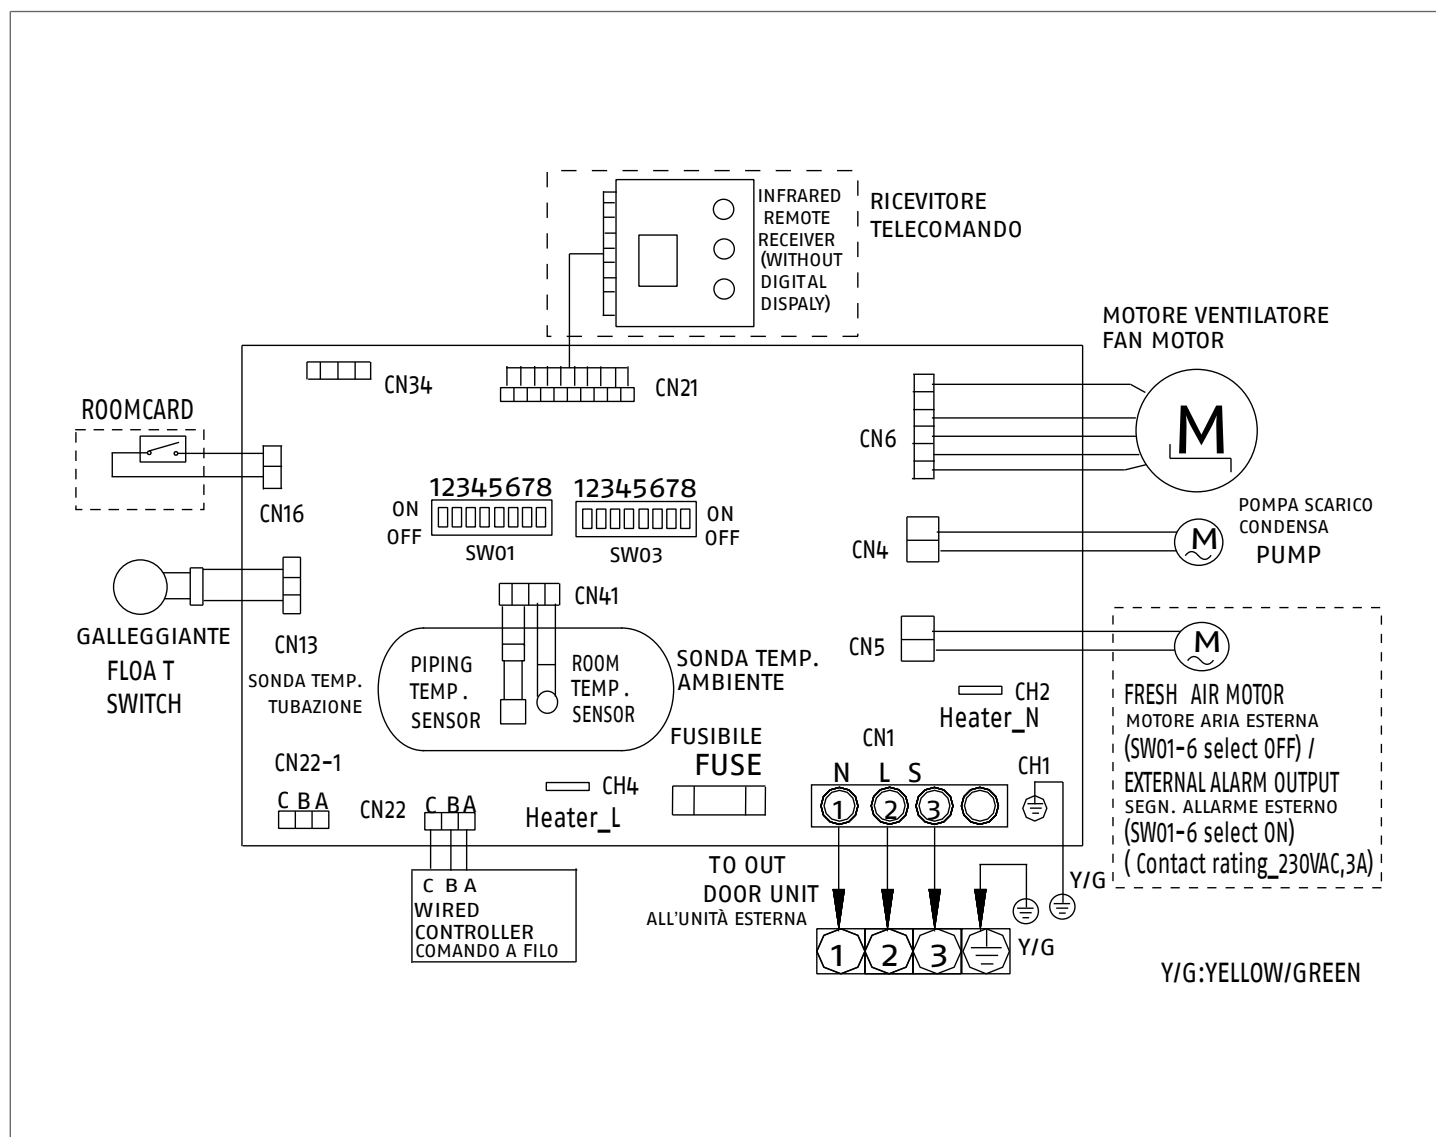 INFRARED
REMOTE
RECEIVER
(WITHOUT
DIGITAL
DISPALY)
RICEVITORE
TELECOMANDO
MOTORE VENTILATORE
FAN MOTOR
M
CN34
CN21
CN6
ROOMCARD
CN16
12345678
ON
OFF
SW01
12345678
ON
OFF
SW03
CN4
M
POMPA SCARICO
CONDENSA
PUMP
GALLEGGIANTE
FLOA T
SWITCH
CN13
CN41
SONDA TEMP.
TUBAZIONE
PIPING
TEMP.
SENSOR
ROOM
TEMP.
SENSOR
SONDA TEMP.
AMBIENTE
CN5
M
FRESH AIR MOTOR
MOTORE ARIA ESTERNA
(SW01-6 select OFF) /
EXTERNAL ALARM OUTPUT
SEGN. ALLARME ESTERNO
(SW01-6 select ON)
( Contact rating_230VAC,3A)
CH2
Heater_N
FUSIBILE
FUSE
CN1
N L S
1 2 3
CH1
CN22-1
C B A
CN22
C B A
CH4
Heater_L
C B A
WIRED
CONTROLLER
COMANDO A FILO
TO OUT
DOOR UNIT
ALL'UNITÀ ESTERNA
Y/G
Y/G
1 2 3
Y/G:YELLOW/GREEN